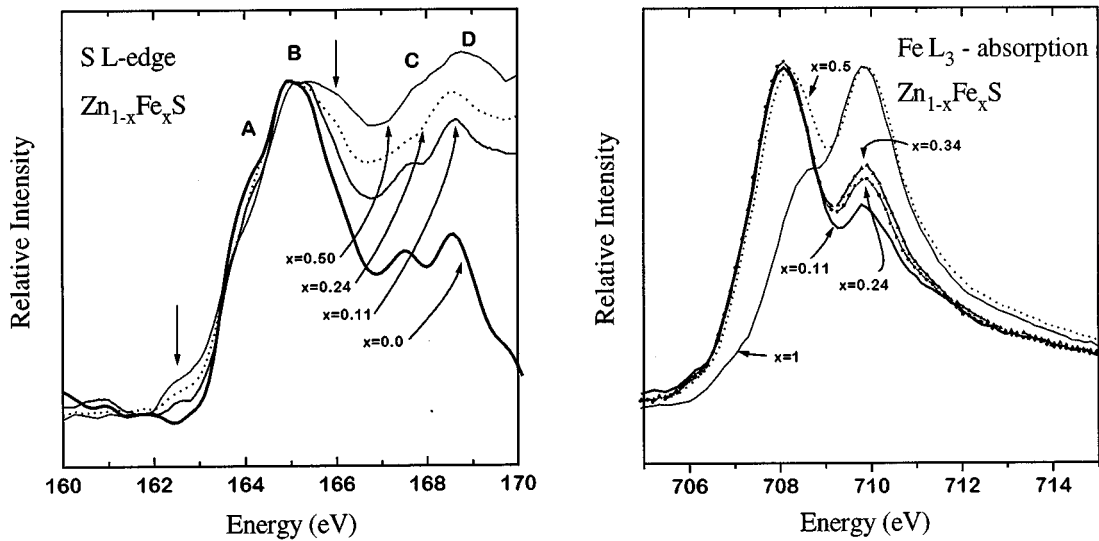 S L-edge
Zn1-xFexS
A
B
C
D
x=0.50
x=0.24
x=0.11
x=0.0
160
162
164
166
168
170
Energy (eV)
Relative Intensity
Fe L3 - absorption
Zn1-xFexS
x=0.5
x=0.34
x=0.11
x=0.24
x=1
706
708
710
712
714
Energy (eV)
Relative Intensity